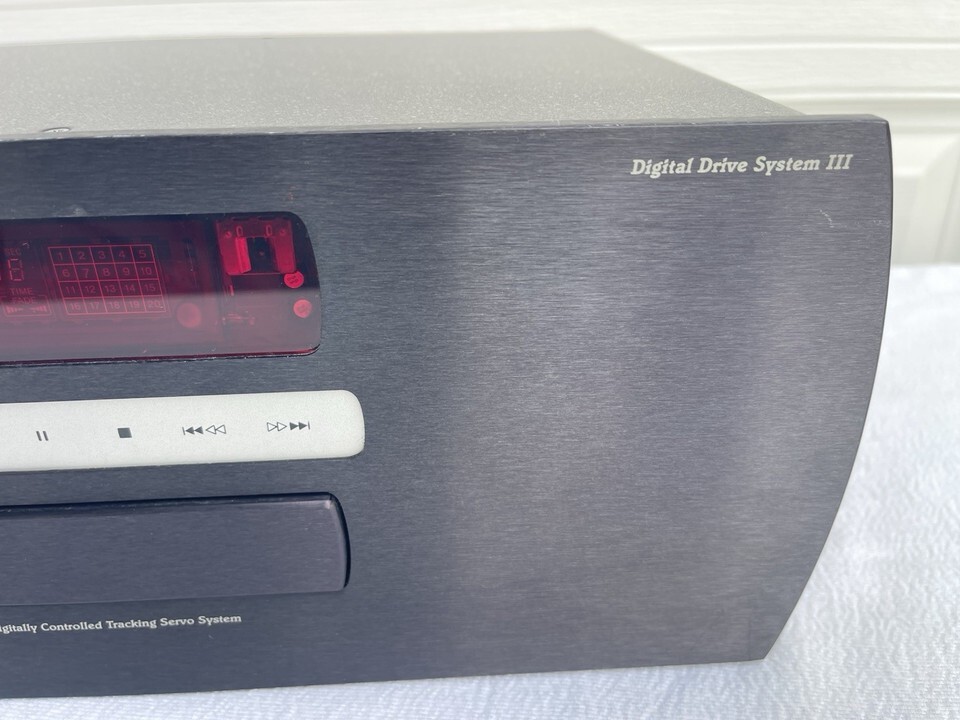 Digital Drive System III
1 2 3 4 5
6 7 8 9 10
TIME
11 12 13 14 15
16 17 18 19 20
igitally Controlled Tracking Servo System